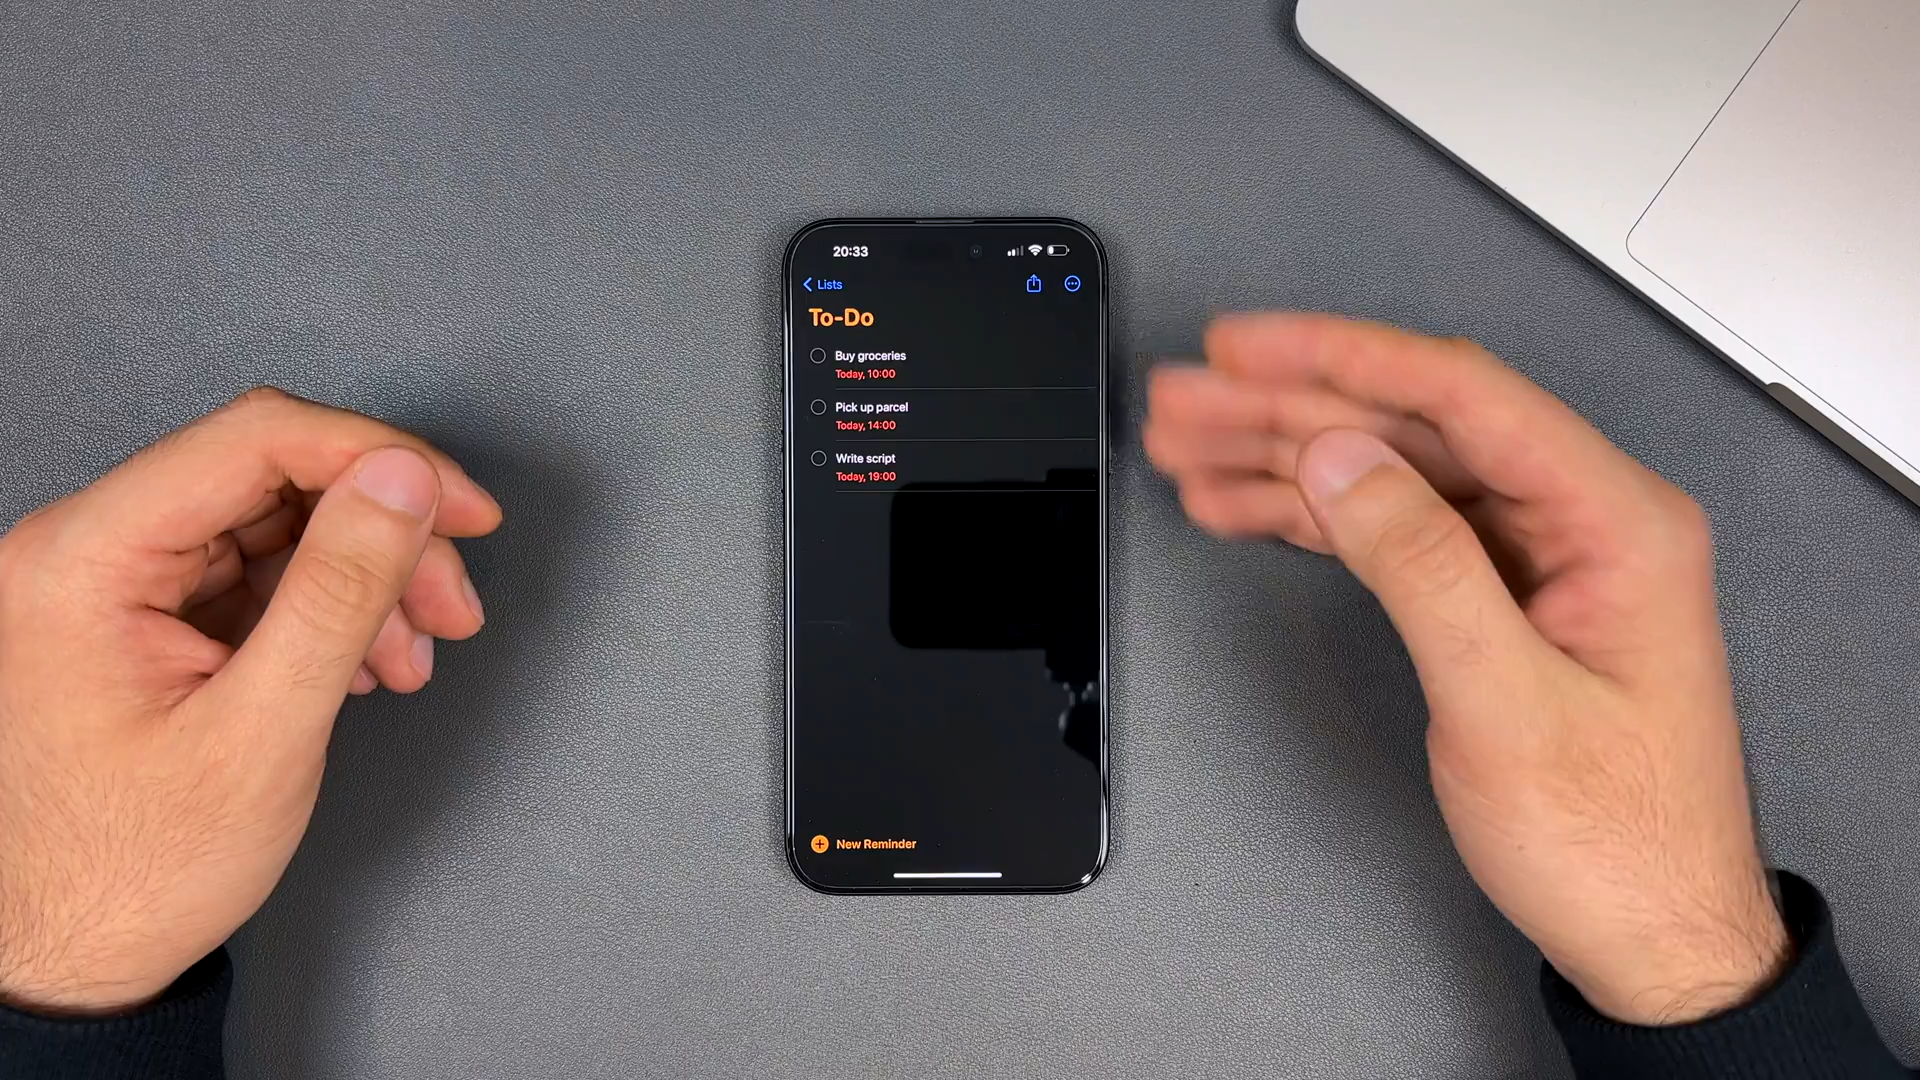 20:33
Lists
To-Do
Buy groceries
Today, 10:00
Pick up parcel
Today, 14:00
Write script
Today, 19:00
New Reminder